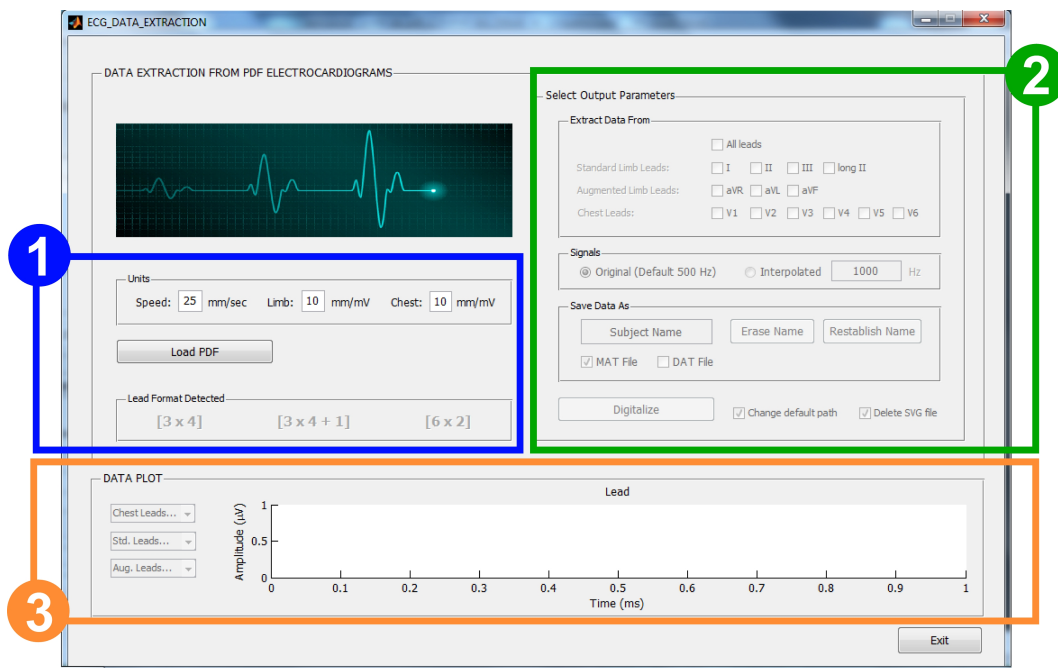 ECG_DATA_EXTRACTION
DATA EXTRACTION FROM PDF ELECTROCARDIOGRAMS
1
Units
Speed: 25 mm/sec Limb: 10 mm/mV Chest: 10 mm/mV
Load PDF
Lead Format Detected
[3 x 4] [3 x 4 + 1] [6 x 2]
2
Select Output Parameters
Extract Data From
All leads
Standard Limb Leads: I II III long II
Augmented Limb Leads: aVR aVL aVF
Chest Leads: V1 V2 V3 V4 V5 V6
Signals
Original (Default 500 Hz) Interpolated 1000 Hz
Save Data As
Subject Name Erase Name Restablish Name
MAT File DAT File
Digitalize Change default path Delete SVG file
3
DATA PLOT
Chest Leads...
Std. Leads...
Aug. Leads...
Lead
Amplitude (µV)
1
0.5
0
0 0.1 0.2 0.3 0.4 0.5 0.6 0.7 0.8 0.9 1
Time (ms)
Exit